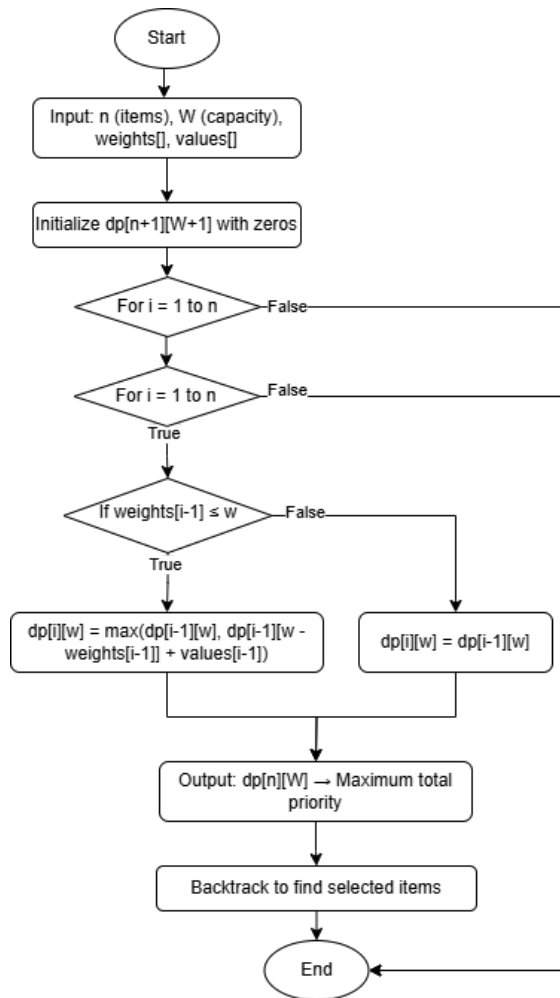 Start
Input: n (items), W (capacity),
weights[], values[]
Initialize dp[n+1][W+1] with zeros
For i = 1 to n
False
For i = 1 to n
False
True
If weights[i-1] ≤ w
False
True
dp[i][w] = max(dp[i-1][w], dp[i-1][w -
weights[i-1]] + values[i-1])
dp[i][w] = dp[i-1][w]
Output: dp[n][W] → Maximum total
priority
Backtrack to find selected items
End